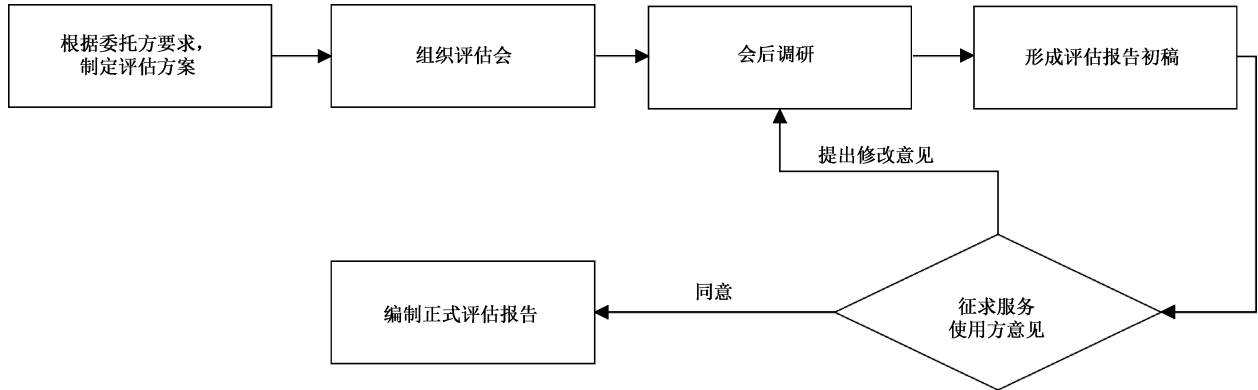 根据委托方要求，
制定评估方案
组织评估会
会后调研
形成评估报告初稿
提出修改意见
征求服务
使用方意见
同意
编制正式评估报告